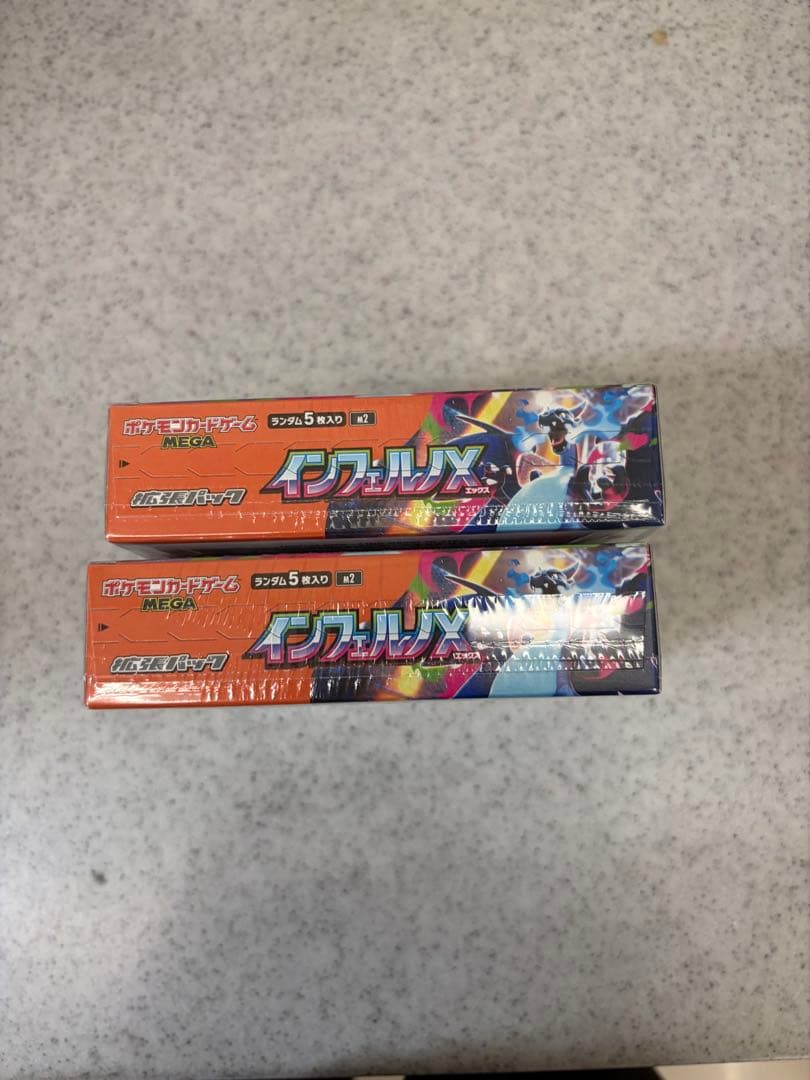 ポケモンカードゲーム
MEGA
ランダム5枚入り
M2
インフェルノX
エックス
拡張パック
ポケモンカードゲーム
MEGA
ランダム5枚入り
M2
インフェルノX
エックス
拡張パック